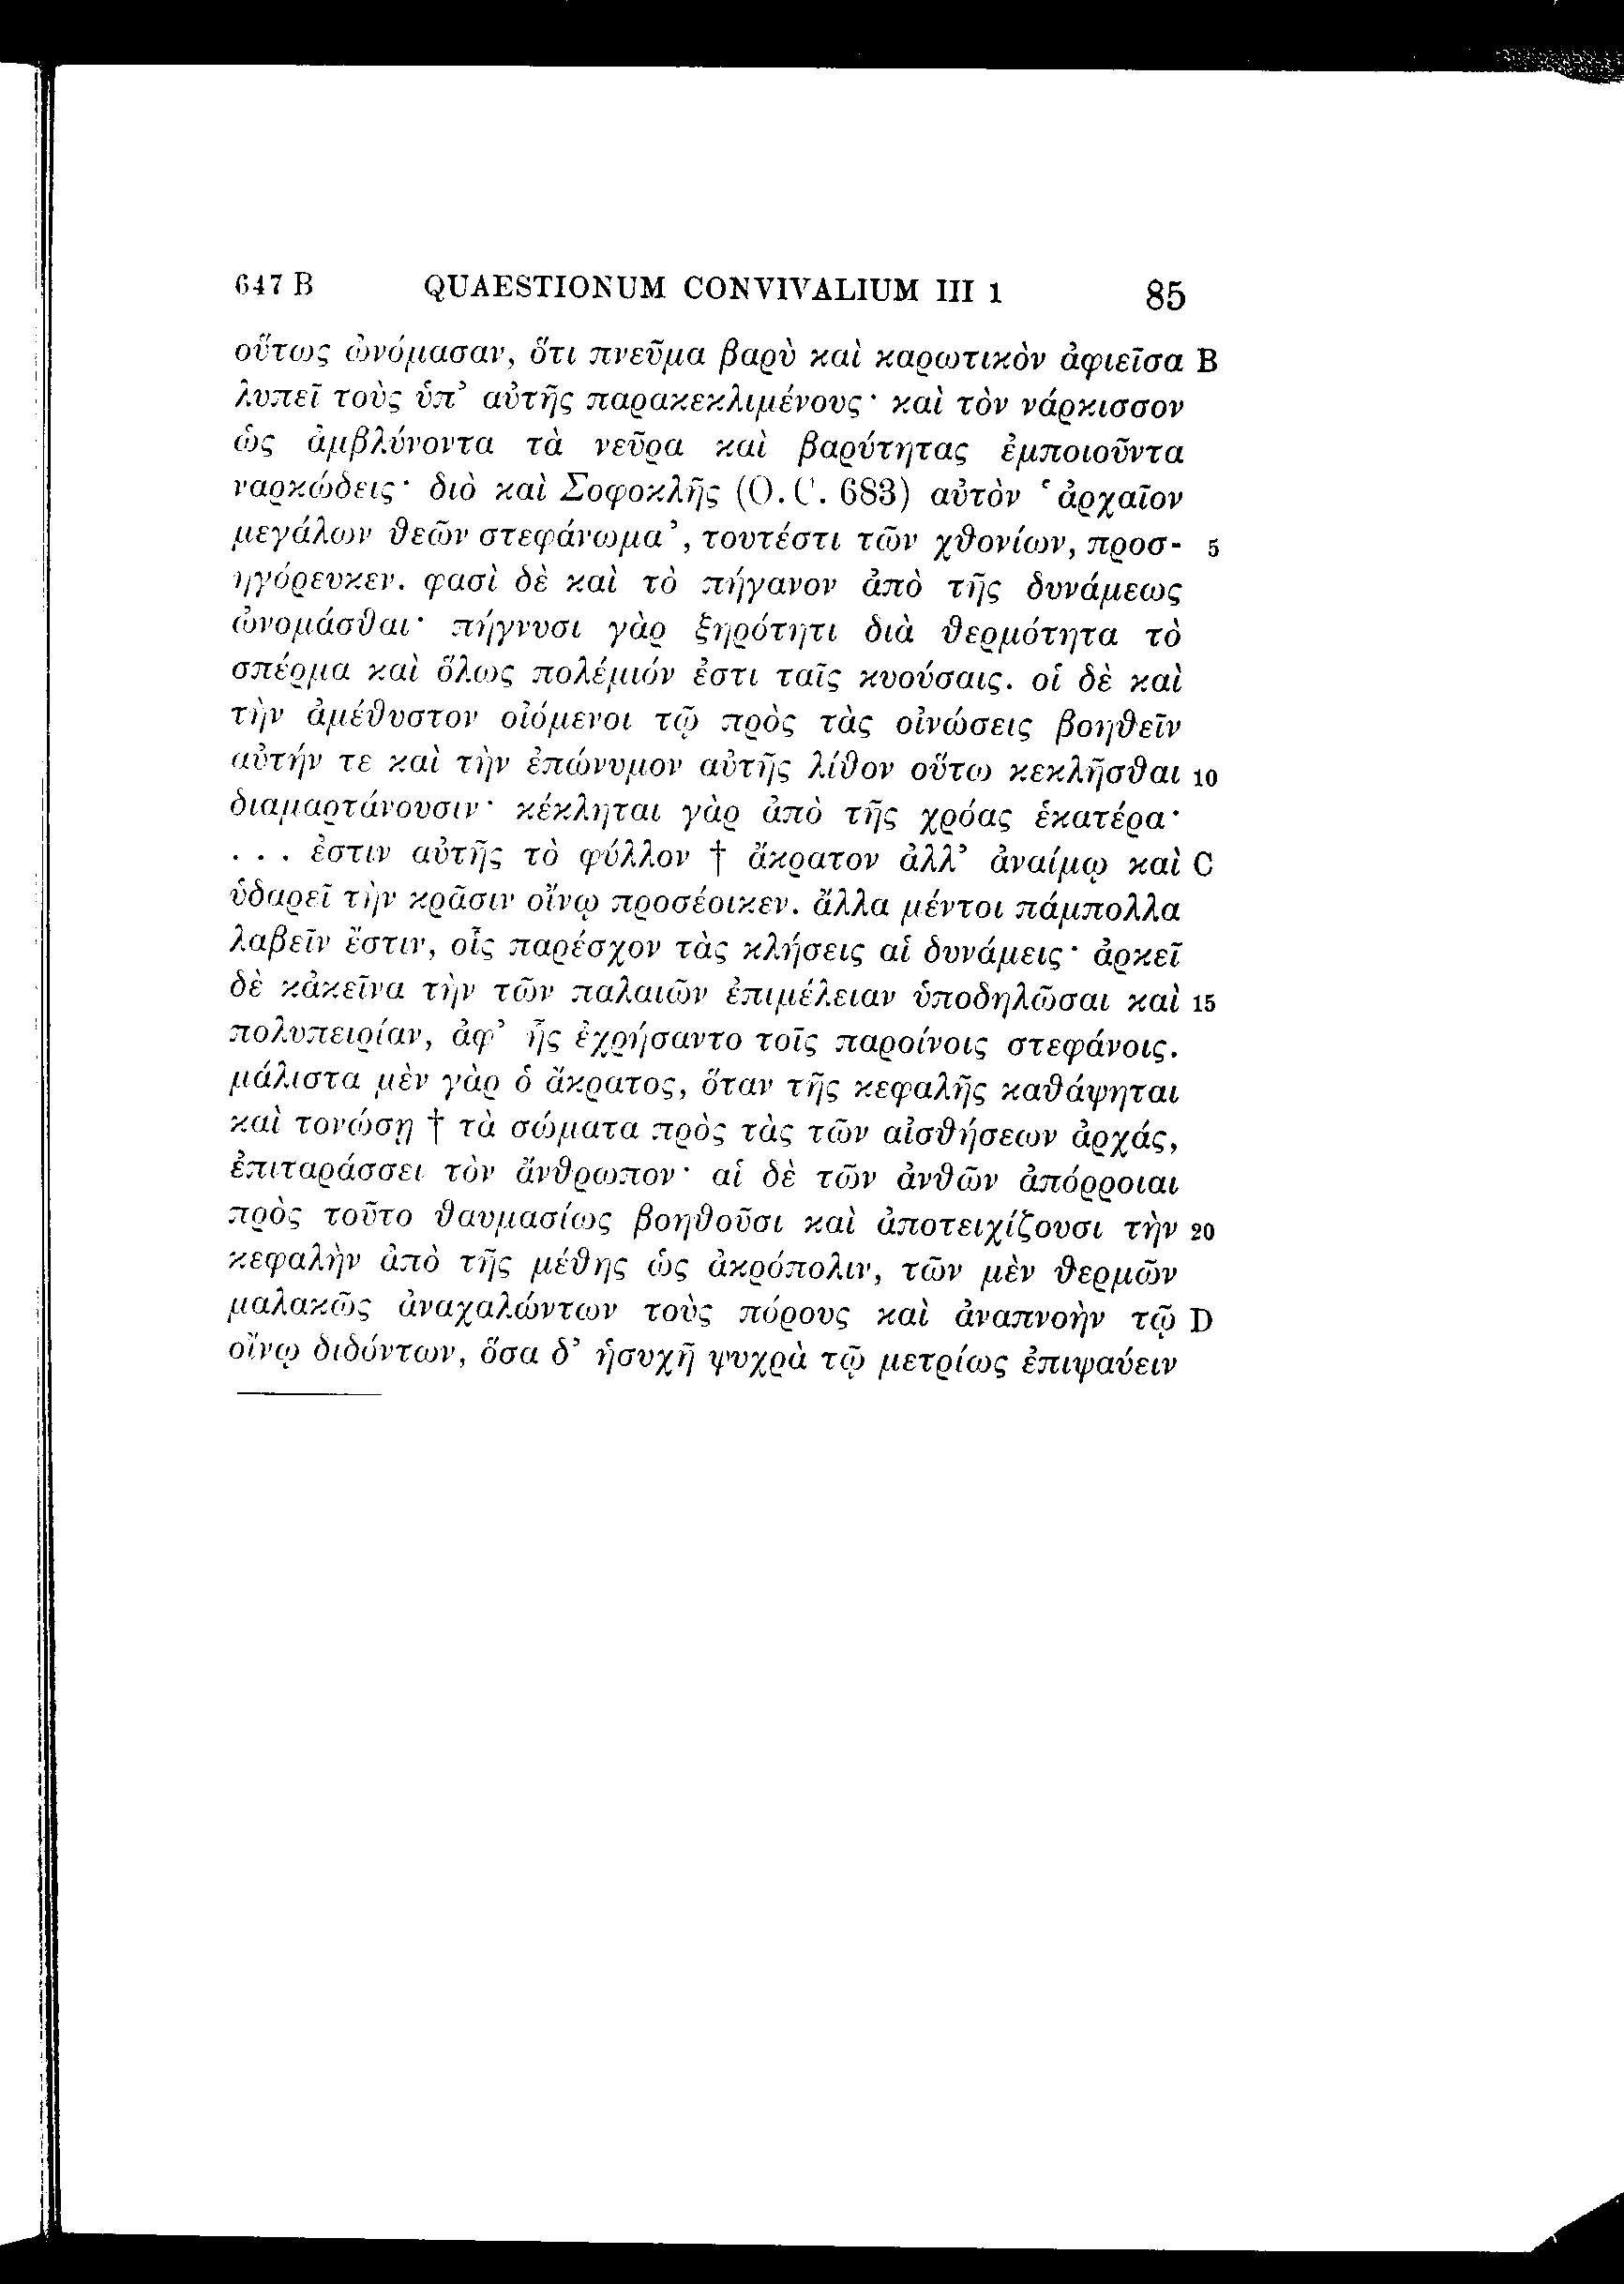 647 B QUAESTIONUM CONVIVALIUM III 1 85
οὕτως ὠνόμασαν, ὅτι πνεῦμα βαρὺ καὶ καρωτικὸν ἀφιεῖσα B
λυπεῖ τοὺς ὑπ’ αὐτῆς παρακεκλιμένους· καὶ τὸν νάρκισσον
ὡς ἀμβλύνοντα τὰ νεῦρα καὶ βαρύτητας ἐμποιοῦντα
ναρκώδεις· διὸ καὶ Σοφοκλῆς (O. C. 683) αὐτὸν ‘ἀρχαῖον
μεγάλων θεῶν στεφάνωμα’, τουτέστι τῶν χθονίων, προσ- 5
ηγόρευκεν. φασὶ δὲ καὶ τὸ πήγανον ἀπὸ τῆς δυνάμεως
ὠνομάσθαι· πήγνυσι γὰρ ξηρότητι διὰ θερμότητα τὸ
σπέρμα καὶ ὅλως πολέμιόν ἐστι ταῖς κυούσαις. οἱ δὲ καὶ
τὴν ἀμέθυστον οἰόμενοι τῷ πρὸς τὰς οἰνώσεις βοηθεῖν
αὐτήν τε καὶ τὴν ἐπώνυμον αὐτῆς λίθον οὕτω κεκλῆσθαι 10
διαμαρτάνουσιν· κέκληται γὰρ ἀπὸ τῆς χρόας ἑκατέρα·
. . . ἐστιν αὐτῆς τὸ φύλλον † ἄκρατον ἀλλ’ ἀναίμῳ καὶ C
ὑδαρεῖ τὴν κρᾶσιν οἴνῳ προσέοικεν. ἄλλα μέντοι πάμπολλα
λαβεῖν ἔστιν, οἷς παρέσχον τὰς κλήσεις αἱ δυνάμεις· ἀρκεῖ
δὲ κἀκεῖνα τὴν τῶν παλαιῶν ἐπιμέλειαν ὑποδηλῶσαι καὶ 15
πολυπειρίαν, ἀφ’ ἧς ἐχρήσαντο τοῖς παροίνοις στεφάνοις.
μάλιστα μὲν γὰρ ὁ ἄκρατος, ὅταν τῆς κεφαλῆς καθάψηται
καὶ τονώσῃ † τὰ σώματα πρὸς τὰς τῶν αἰσθήσεων ἀρχάς,
ἐπιταράσσει τὸν ἄνθρωπον· αἱ δὲ τῶν ἀνθῶν ἀπόρροιαι
πρὸς τοῦτο θαυμασίως βοηθοῦσι καὶ ἀποτειχίζουσι τὴν 20
κεφαλὴν ἀπὸ τῆς μέθης ὡς ἀκρόπολιν, τῶν μὲν θερμῶν
μαλακῶς ἀναχαλώντων τοὺς πόρους καὶ ἀναπνοὴν τῷ D
οἴνῳ διδόντων, ὅσα δ’ ἡσυχῇ ψυχρὰ τῷ μετρίως ἐπιψαύειν